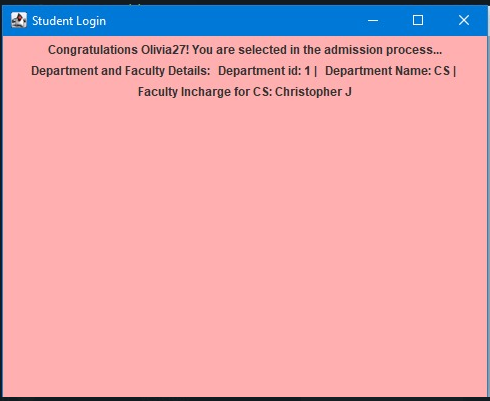 Student Login
Congratulations Olivia27! You are selected in the admission process...
Department and Faculty Details: Department id: 1 | Department Name: CS |
Faculty Incharge for CS: Christopher J